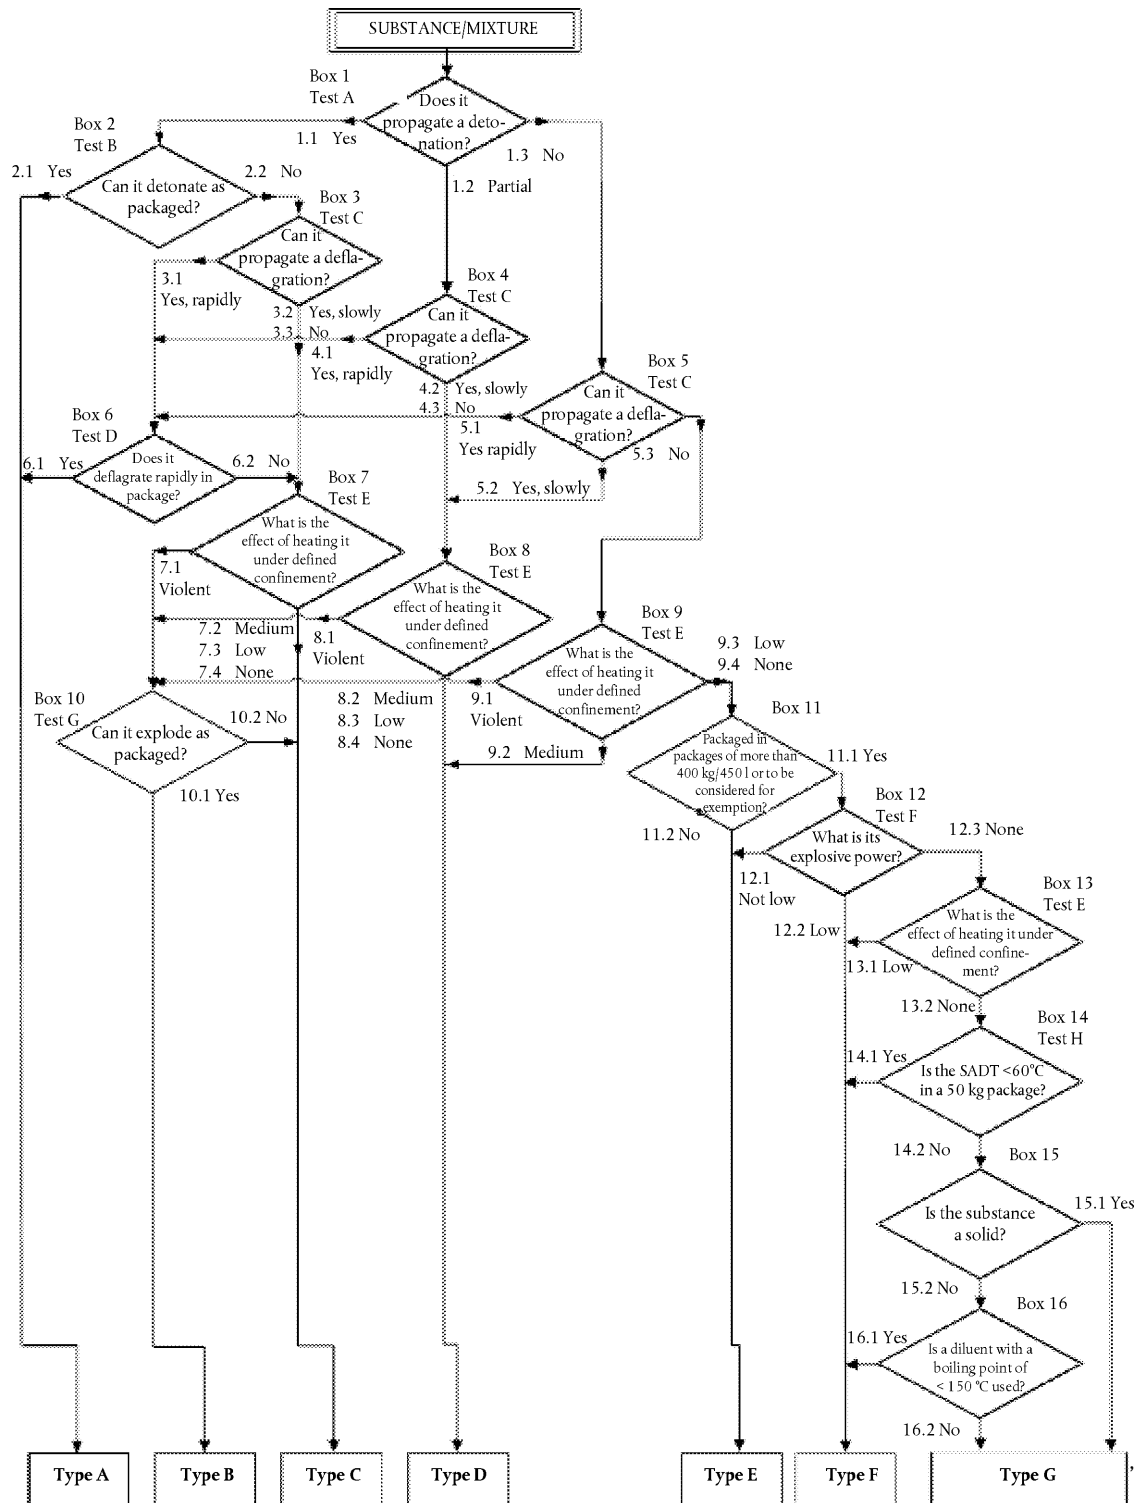 SUBSTANCE/MIXTURE
Box 1
Test A
Does it
propagate a deto-
nation?
1.1 Yes
1.2 Partial
1.3 No
Box 2
Test B
Can it detonate as
packaged?
2.1 Yes
2.2 No
Box 3
Test C
Can it
propagate a defla-
gration?
3.1
Yes, rapidly
3.2 Yes, slowly
3.3 No
Box 4
Test C
Can it
propagate a defla-
gration?
4.1
Yes, rapidly
4.2 Yes, slowly
4.3 No
Box 5
Test C
Can it
propagate a defla-
gration?
5.1
Yes rapidly
5.2 Yes, slowly
5.3 No
Box 6
Test D
Does it
deflagrate rapidly in
package?
6.1 Yes
6.2 No
Box 7
Test E
What is the
effect of heating it
under defined
confinement?
7.1
Violent
7.2 Medium
7.3 Low
7.4 None
Box 8
Test E
What is the
effect of heating it
under defined
confinement?
8.1
Violent
8.2 Medium
8.3 Low
8.4 None
Box 9
Test E
What is the
effect of heating it
under defined
confinement?
9.1
Violent
9.2 Medium
9.3 Low
9.4 None
Box 10
Test G
Can it explode as
packaged?
10.1 Yes
10.2 No
Box 11
Packaged in
packages of more than
400 kg/450 l or to be
considered for
exemption?
11.1 Yes
11.2 No
Box 12
Test F
What is its
explosive power?
12.1
Not low
12.2 Low
12.3 None
Box 13
Test E
What is the
effect of heating it under
defined confine-
ment?
13.1 Low
13.2 None
Box 14
Test H
Is the SADT <60°C
in a 50 kg package?
14.1 Yes
14.2 No
Box 15
Is the substance
a solid?
15.1 Yes
15.2 No
Box 16
Is a diluent with a
boiling point of
< 150 °C used?
16.1 Yes
16.2 No
Type A
Type B
Type C
Type D
Type E
Type F
Type G
,